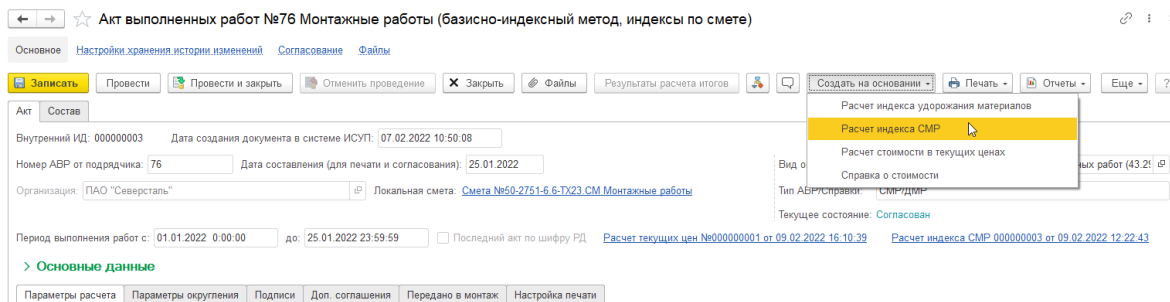 Акт выполненных работ №76 Монтажные работы (базисно-индексный метод, индексы по смете)
Основное Настройки хранения истории изменений Согласование Файлы
Записать Провести Провести и закрыть Отменить проведение Закрыть Файлы Результаты расчета итогов Создать на основании Печать Отчеты Еще ?
Акт Состав
Расчет индекса удорожания материалов
Внутренний ИД: 000000003 Дата создания документа в системе ИСУП: 07.02.2022 10:50:08
Расчет индекса СМР
Номер АВР от подрядчика: 76 Дата составления (для печати и согласования): 25.01.2022 Вид о
Расчет стоимости в текущих ценах
ых работ (43.29
Справка о стоимости
Организация: ПАО "Северсталь" Локальная смета: Смета №50-2751-6.6-ТХ23.СМ Монтажные работы Тип АВР/Справки: СМР/ДМР
Текущее состояние: Согласован
Период выполнения работ с: 01.01.2022 0:00:00 до: 25.01.2022 23:59:59 Последний акт по шифру РД Расчет текущих цен №000000001 от 09.02.2022 16:10:39 Расчет индекса СМР 000000003 от 09.02.2022 12:22:43
> Основные данные
Параметры расчета Параметры округления Подписи Доп. соглашения Передано в монтаж Настройка печати